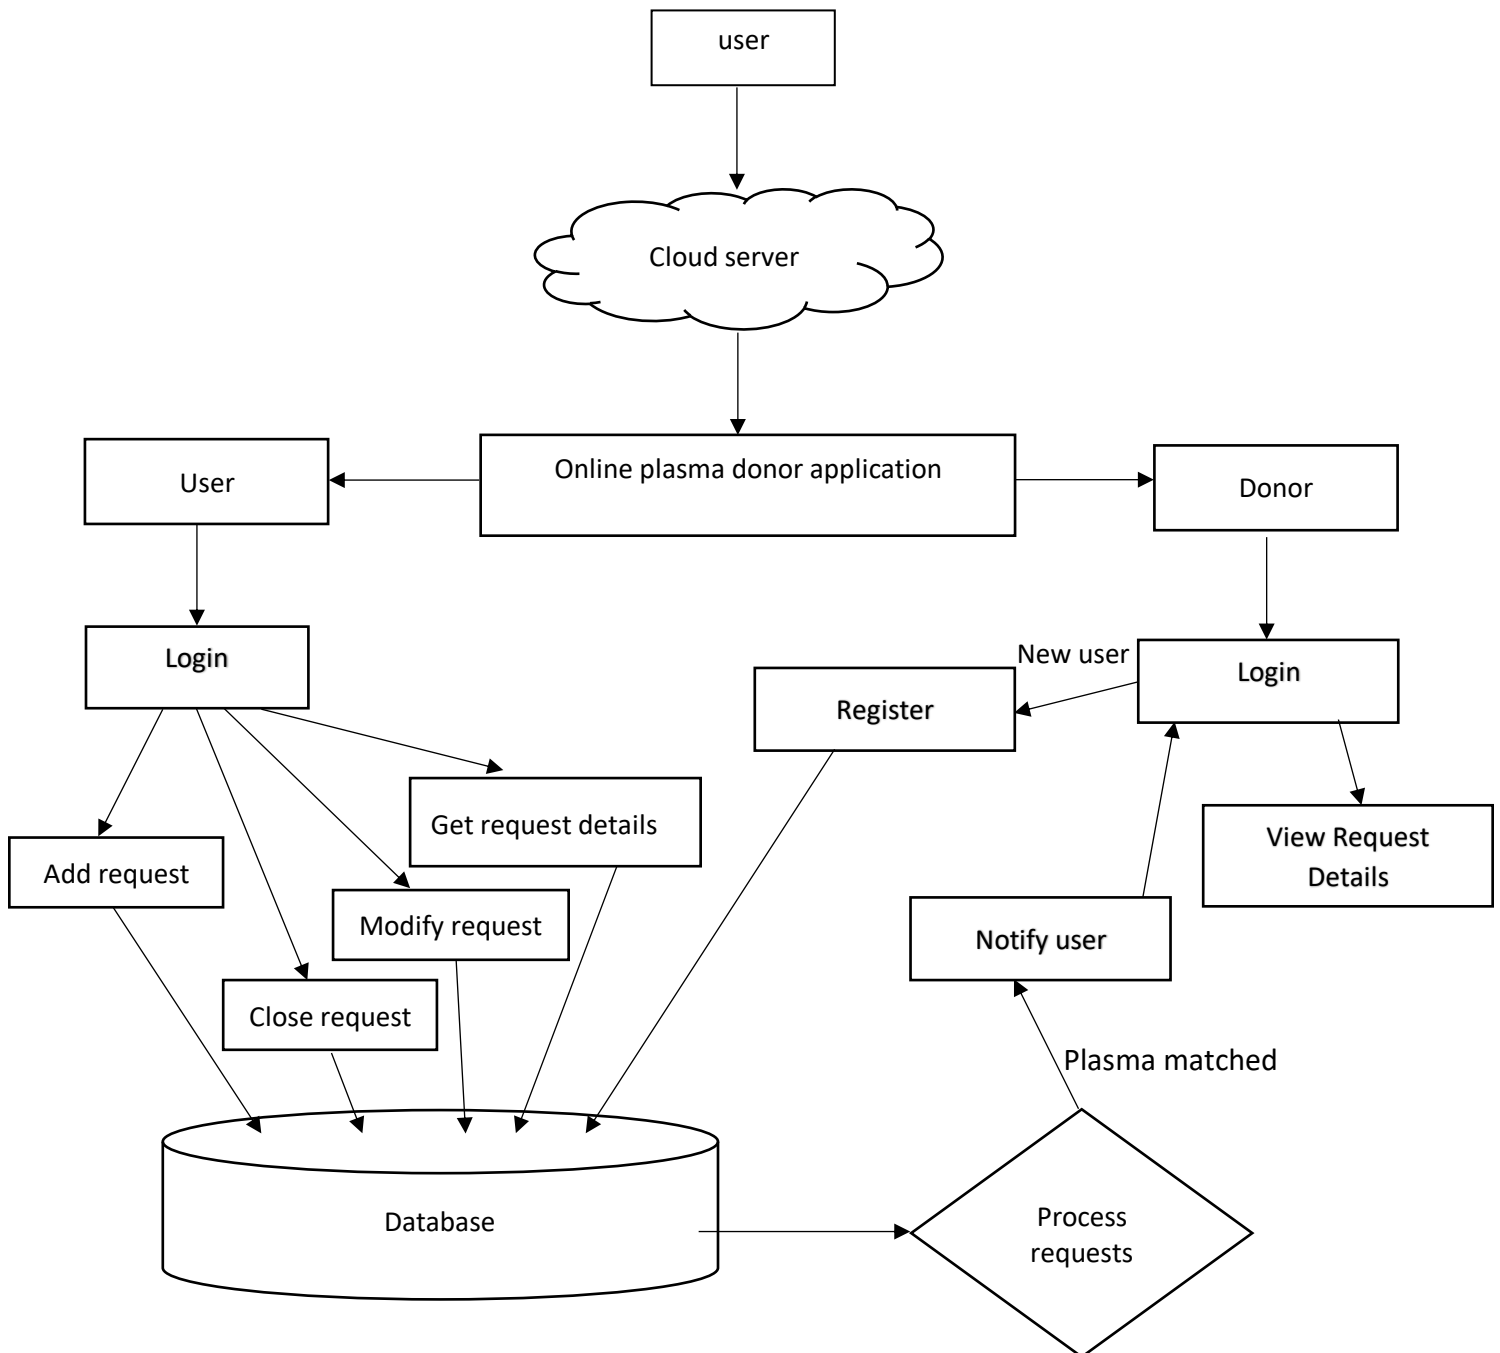 user
Cloud server
Online plasma donor application
User
Donor
Login
New user
Login
Register
Get request details
View Request
Details
Add request
Modify request
Notify user
Close request
Plasma matched
Database
Process
requests